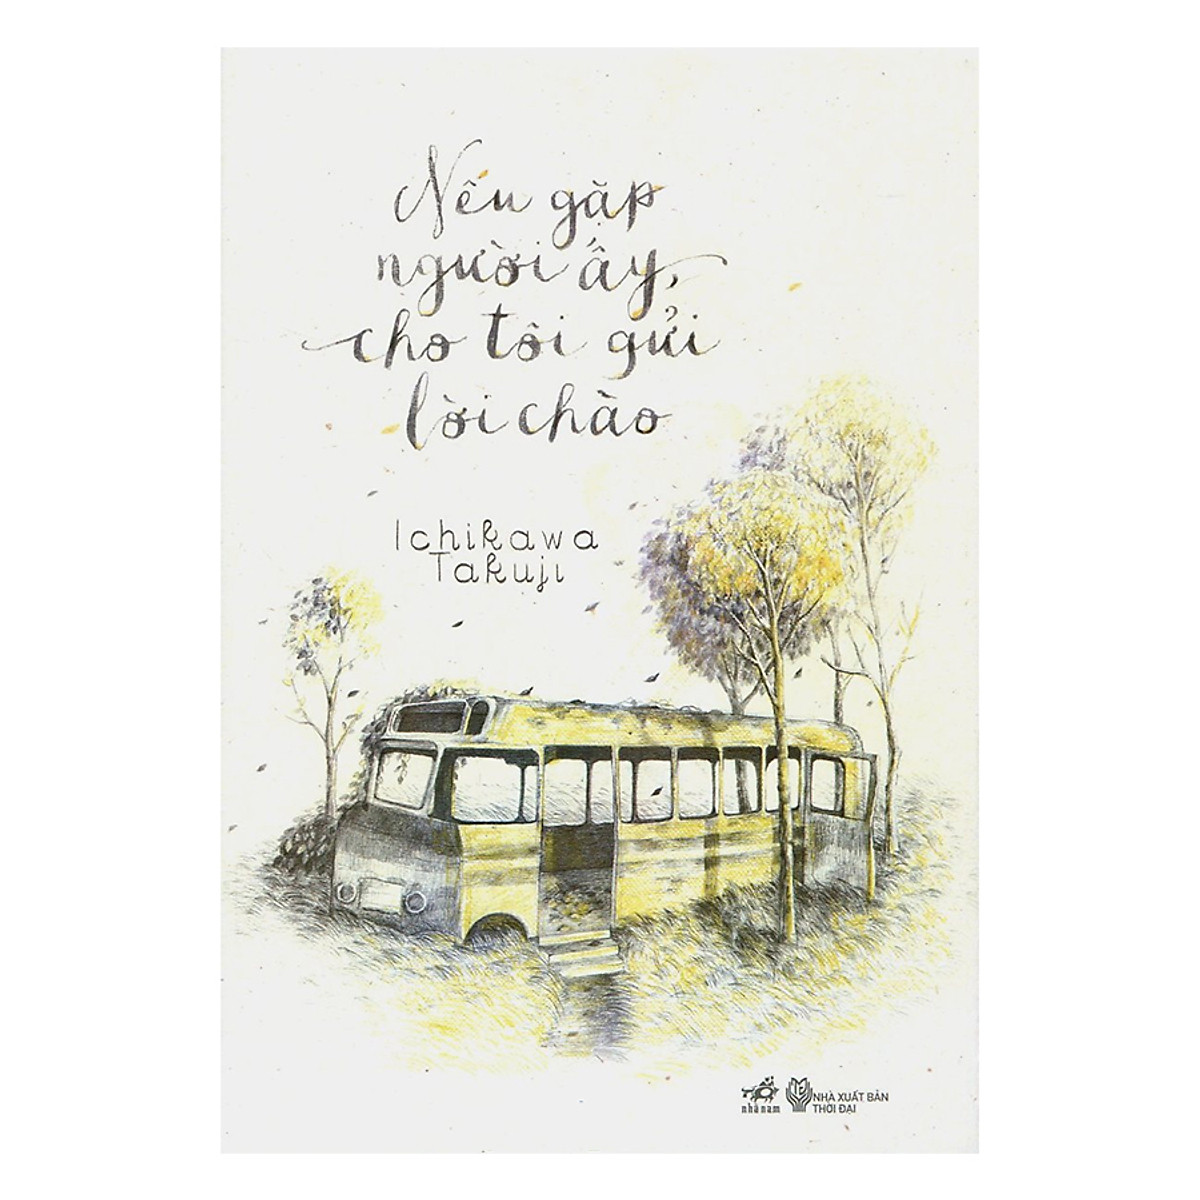 Nếu gặp
người ấy,
cho tôi gửi
lời chào
Ichikawa
Takuji
nhã nam
NHÀ XUẤT BẢN
THỜI ĐẠI